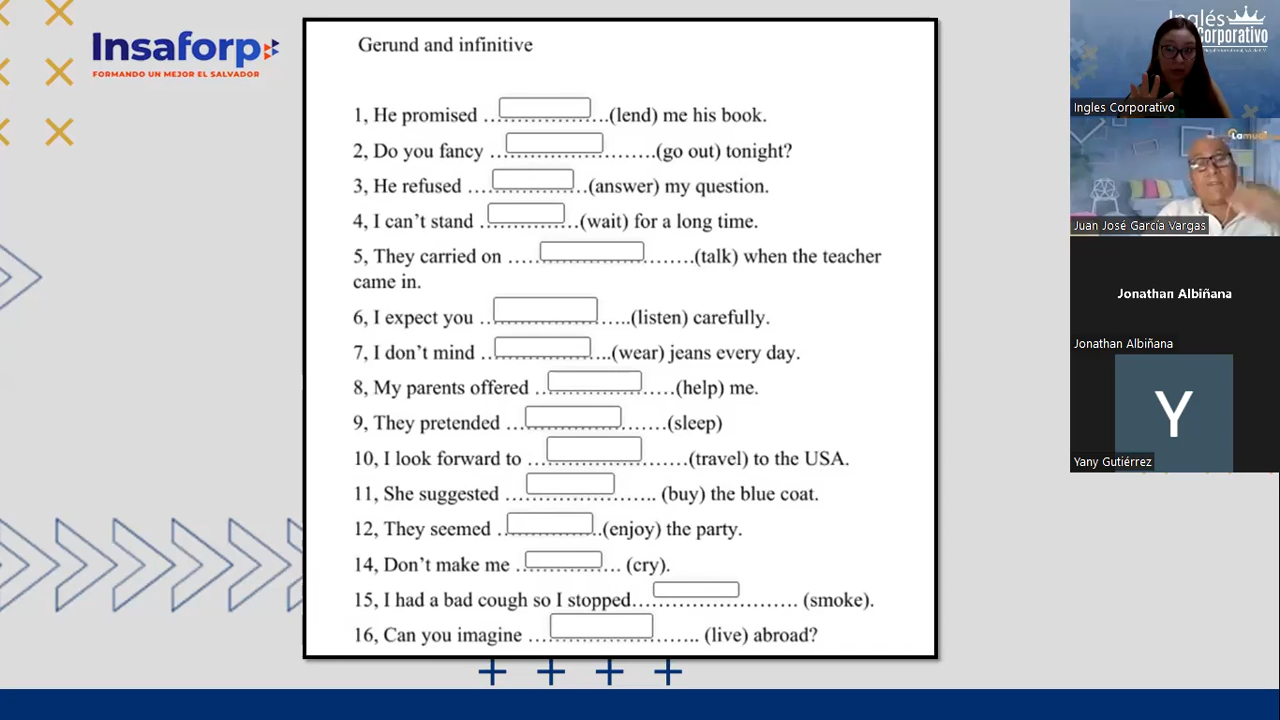 Insaforp
FORMANDO UN MEJOR EL SALVADOR
Gerund and infinitive
1, He promised ....................(lend) me his book.
2, Do you fancy ..........................(go out) tonight?
3, He refused ....................(answer) my question.
4, I can't stand ..................(wait) for a long time.
5, They carried on ...............................(talk) when the teacher
came in.
6, I expect you .........................(listen) carefully.
7, I don't mind ......................(wear) jeans every day.
8, My parents offered .......................(help) me.
9, They pretended ..........................(sleep)
10, I look forward to ..........................(travel) to the USA.
11, She suggested ......................... (buy) the blue coat.
12, They seemed .................(enjoy) the party.
14, Don't make me .................. (cry).
15, I had a bad cough so I stopped........................... (smoke).
16, Can you imagine ............................ (live) abroad?
Inglés
Corporativo
Ingles Corporativo
Juan José García Vargas
Jonathan Albiñana
Jonathan Albiñana
Y
Yany Gutiérrez